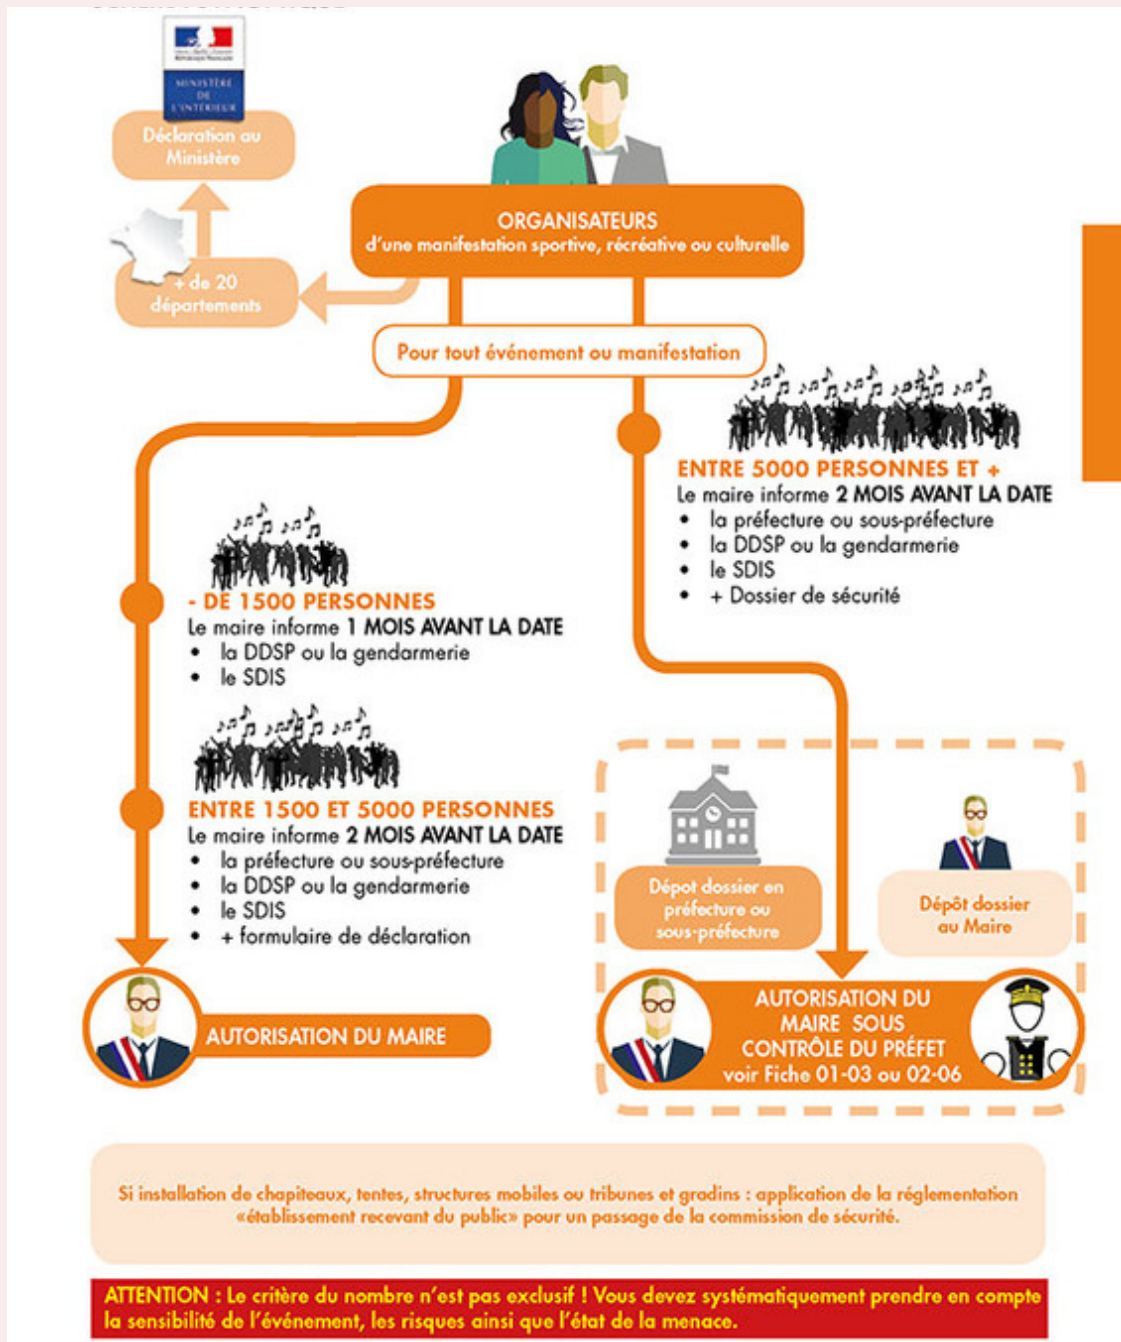 MINISTÈRE
DE
L'INTÉRIEUR
Déclaration au
Ministère
ORGANISATEURS
d'une manifestation sportive, récréative ou culturelle
+ de 20
départements
Pour tout événement ou manifestation
ENTRE 5000 PERSONNES ET +
Le maire informe 2 MOIS AVANT LA DATE
• la préfecture ou sous-préfecture
• la DDSP ou la gendarmerie
• le SDIS
• + Dossier de sécurité
- DE 1500 PERSONNES
Le maire informe 1 MOIS AVANT LA DATE
• la DDSP ou la gendarmerie
• le SDIS
ENTRE 1500 ET 5000 PERSONNES
Le maire informe 2 MOIS AVANT LA DATE
• la préfecture ou sous-préfecture
• la DDSP ou la gendarmerie
• le SDIS
• + formulaire de déclaration
Dépot dossier en
préfecture ou
sous-préfecture
Dépôt dossier
au Maire
AUTORISATION DU MAIRE
AUTORISATION DU
MAIRE SOUS
CONTRÔLE DU PRÉFET
voir Fiche 01-03 ou 02-06
Si installation de chapiteaux, tentes, structures mobiles ou tribunes et gradins : application de la réglementation
«établissement recevant du public» pour un passage de la commission de sécurité.
ATTENTION : Le critère du nombre n'est pas exclusif ! Vous devez systématiquement prendre en compte
la sensibilité de l'événement, les risques ainsi que l'état de la menace.